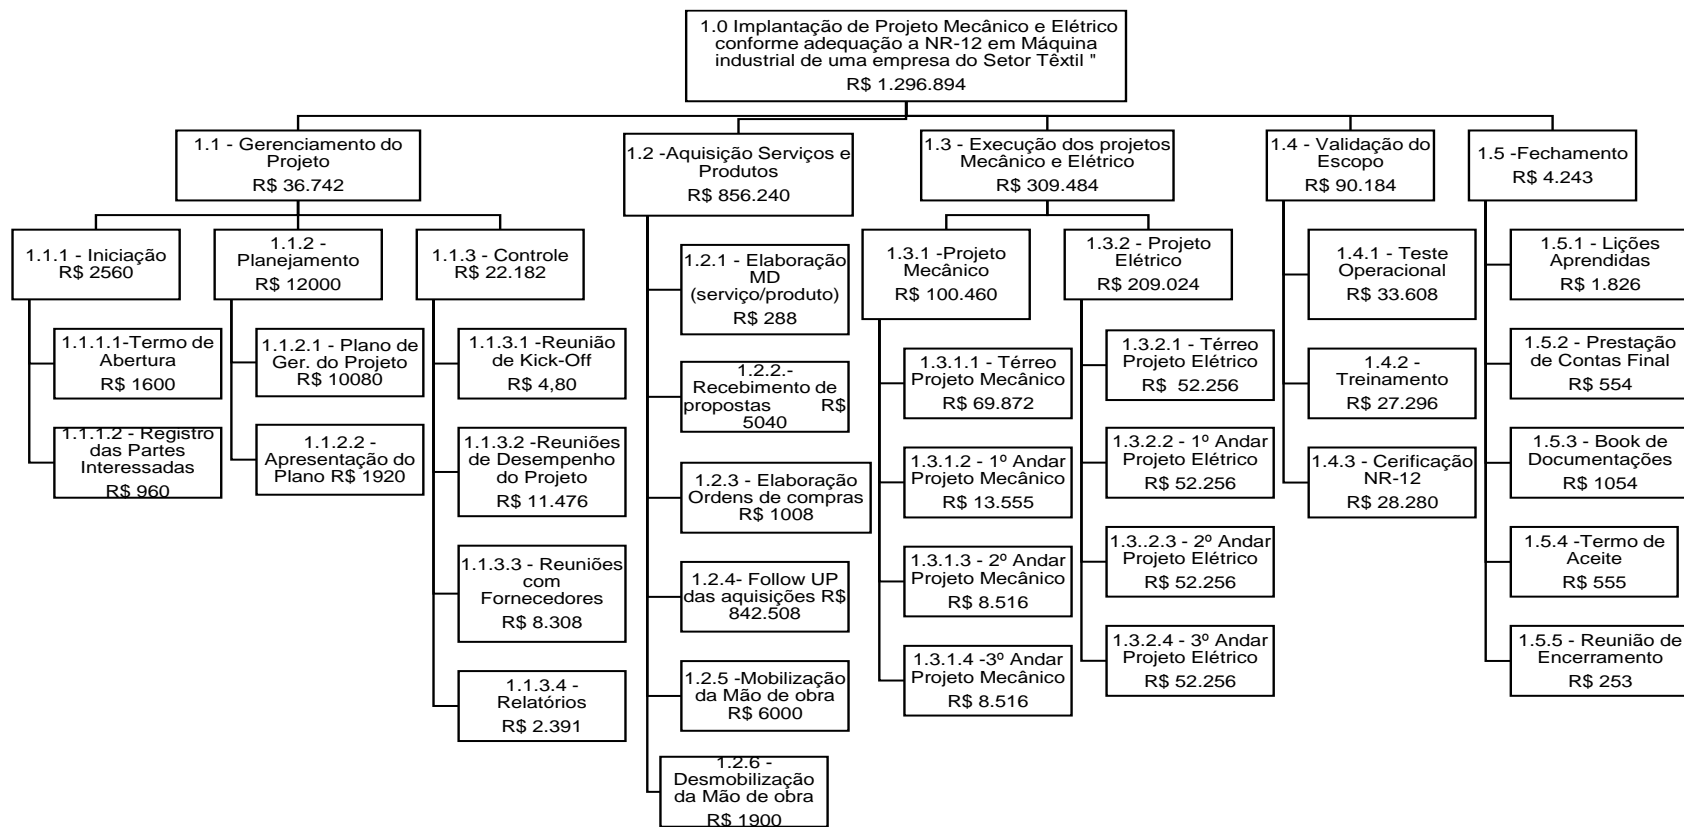 1.0 Implantação de Projeto Mecânico e Elétrico
conforme adequação a NR-12 em Máquina
industrial de uma empresa do Setor Têxtil "
R$ 1.296.894
1.1 - Gerenciamento do
Projeto
R$ 36.742
1.1.1 - Iniciação
R$ 2560
1.1.1.1-Termo de
Abertura
R$ 1600
1.1.1.2 - Registro
das Partes
Interessadas
R$ 960
1.1.2 -
Planejamento
R$ 12000
1.1.2.1 - Plano de
Ger. do Projeto
R$ 10080
1.1.2.2 -
Apresentação do
Plano R$ 1920
1.1.3 - Controle
R$ 22.182
1.1.3.1 -Reunião
de Kick-Off
R$ 4,80
1.1.3.2 -Reuniões
de Desempenho
do Projeto
R$ 11.476
1.1.3.3 - Reuniões
com
Fornecedores
R$ 8.308
1.1.3.4 -
Relatórios
R$ 2.391
1.2 -Aquisição Serviços e
Produtos
R$ 856.240
1.2.1 - Elaboração
MD
(serviço/produto)
R$ 288
1.2.2.-
Recebimento de
propostas R$
5040
1.2.3 - Elaboração
Ordens de compras
R$ 1008
1.2.4- Follow UP
das aquisições R$
842.508
1.2.5 -Mobilização
da Mão de obra
R$ 6000
1.2.6 -
Desmobilização
da Mão de obra
R$ 1900
1.3 - Execução dos projetos
Mecânico e Elétrico
R$ 309.484
1.3.1 -Projeto
Mecânico
R$ 100.460
1.3.1.1 - Térreo
Projeto Mecânico
R$ 69.872
1.3.1.2 - 1º Andar
Projeto Mecânico
R$ 13.555
1.3.1.3 - 2º Andar
Projeto Mecânico
R$ 8.516
1.3.1.4 -3º Andar
Projeto Mecânico
R$ 8.516
1.3.2 - Projeto
Elétrico
R$ 209.024
1.3.2.1 - Térreo
Projeto Elétrico
R$ 52.256
1.3.2.2 - 1º Andar
Projeto Elétrico
R$ 52.256
1.3..2.3 - 2º Andar
Projeto Elétrico
R$ 52.256
1.3.2.4 - 3º Andar
Projeto Elétrico
R$ 52.256
1.4 - Validação do
Escopo
R$ 90.184
1.4.1 - Teste
Operacional
R$ 33.608
1.4.2 -
Treinamento
R$ 27.296
1.4.3 - Cerificação
NR-12
R$ 28.280
1.5 -Fechamento
R$ 4.243
1.5.1 - Lições
Aprendidas
R$ 1.826
1.5.2 - Prestação
de Contas Final
R$ 554
1.5.3 - Book de
Documentações
R$ 1054
1.5.4 -Termo de
Aceite
R$ 555
1.5.5 - Reunião de
Encerramento
R$ 253